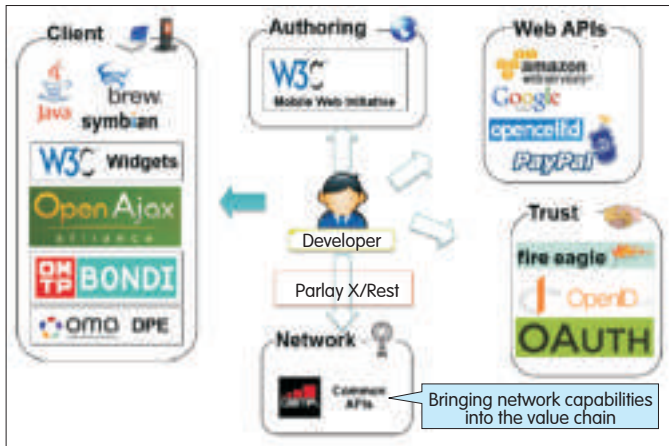 Client
Java
brew.
symbian
W3C Widgets
OpenAjax
alliance
OMTP BONDI
oma DPE
Authoring
W3C
Mobile Web Initiative
Developer
Parlay X/Rest
Network
Common
APIs
Bringing network capabilities
into the value chain
Web APIs
amazon
webservices™
Google
opencellid
PayPal
Trust
fire eagle
OpenID
OAUTH